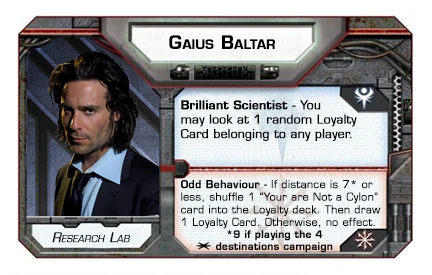 GAIUS BALTAR
Brilliant Scientist - You
may look at 1 random Loyalty
Card belonging to any player.
Odd Behaviour - If distance is 7* or
less, shuffle 1 "Your are Not a Cylon"
card into the Loyalty deck. Then draw
1 Loyalty Card. Otherwise, no effect.
*9 if playing the 4
destinations campaign
RESEARCH LAB